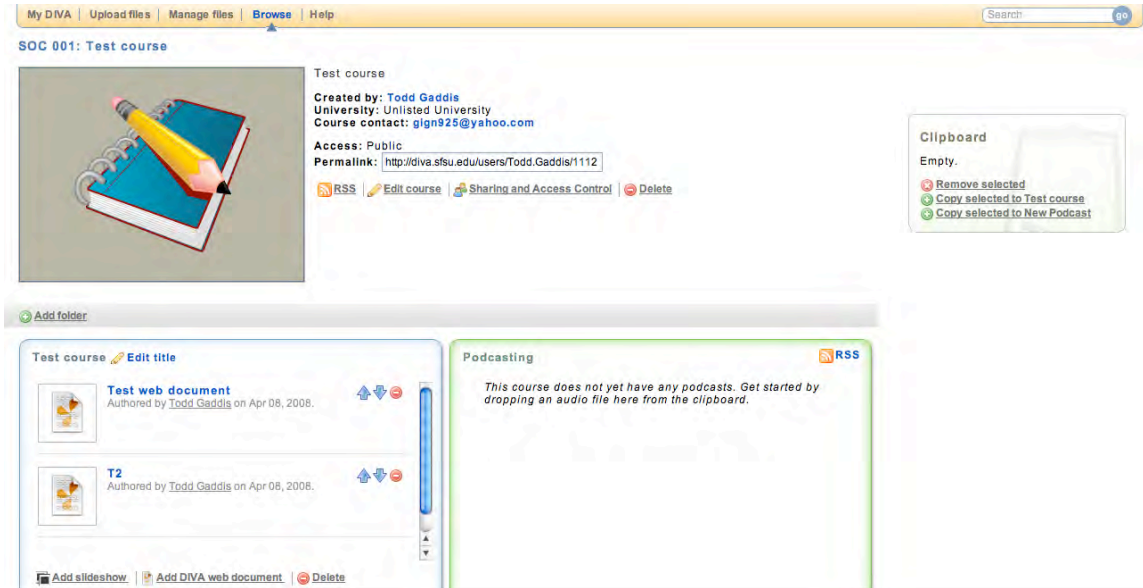 My DIVA | Upload files | Manage files | Browse | Help
Search go
SOC 001: Test course
Test course
Created by: Todd Gaddis
University: Unlisted University
Course contact: gign925@yahoo.com
Access: Public
Permalink: http://diva.sfsu.edu/users/Todd.Gaddis/1112
RSS | Edit course | Sharing and Access Control | Delete
Clipboard
Empty.
Remove selected
Copy selected to Test course
Copy selected to New Podcast
Add folder
Test course Edit title
Test web document
Authored by Todd Gaddis on Apr 08, 2008.
T2
Authored by Todd Gaddis on Apr 08, 2008.
Add slideshow | Add DIVA web document | Delete
Podcasting
RSS
This course does not yet have any podcasts. Get started by
dropping an audio file here from the clipboard.